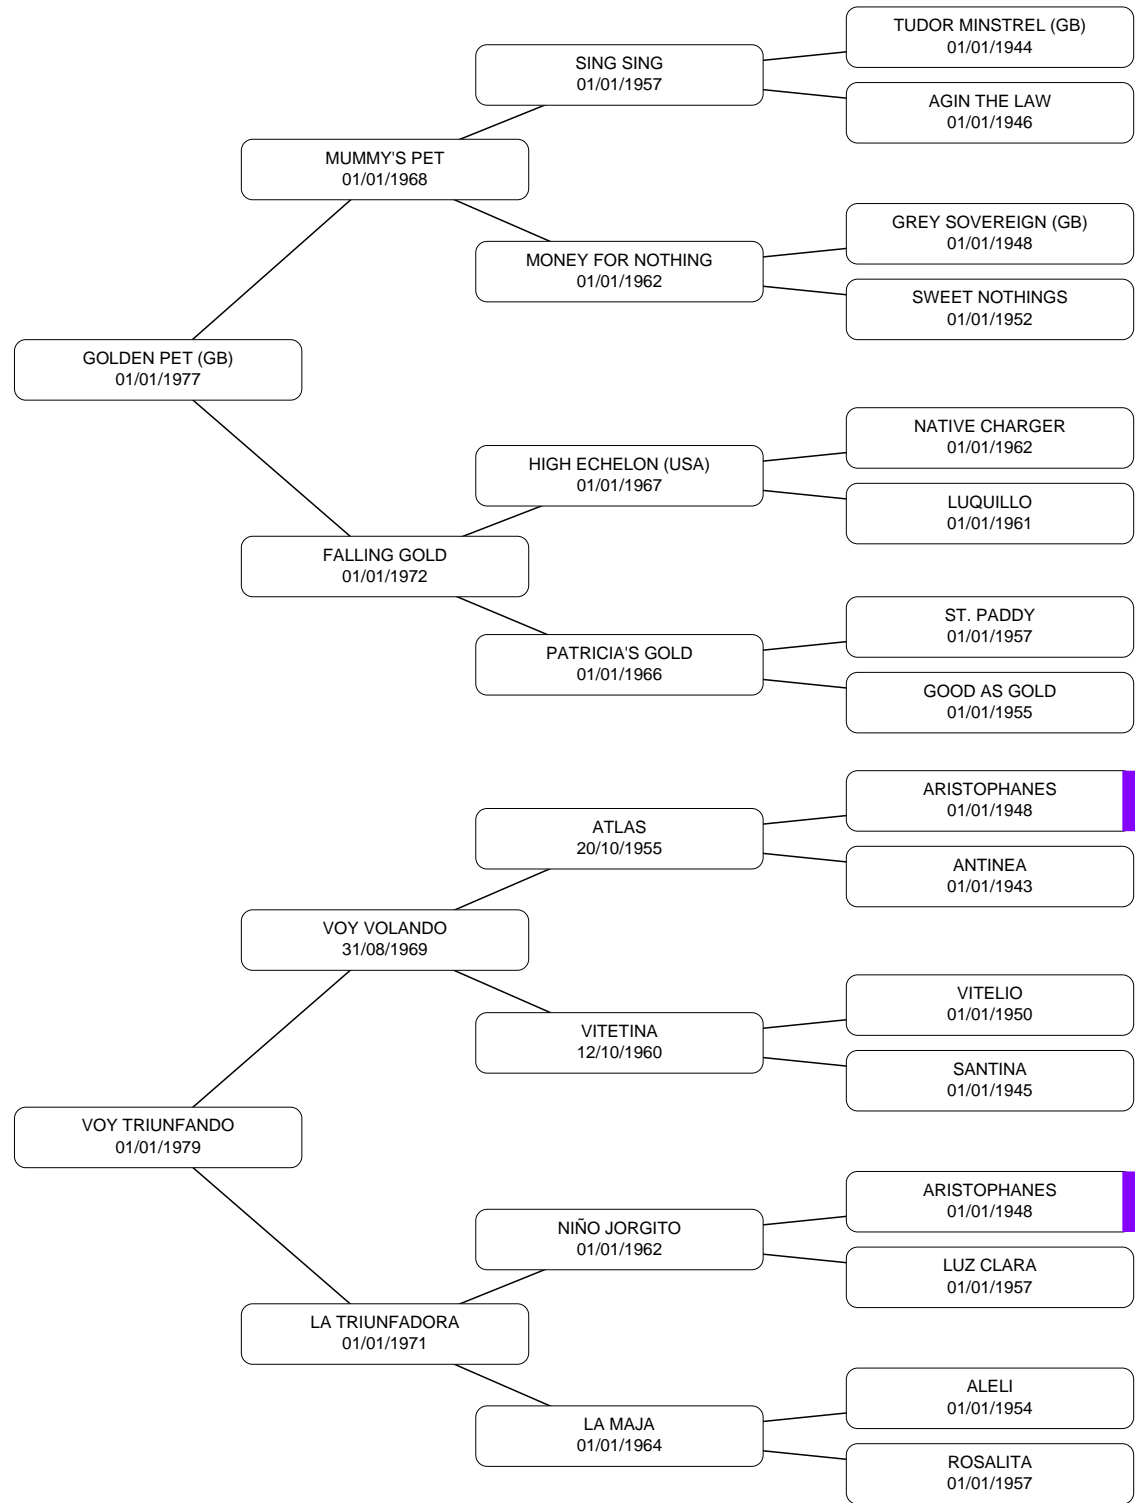 TUDOR MINSTREL (GB)
01/01/1944
SING SING
01/01/1957
AGIN THE LAW
01/01/1946
MUMMY'S PET
01/01/1968
GREY SOVEREIGN (GB)
01/01/1948
MONEY FOR NOTHING
01/01/1962
SWEET NOTHINGS
01/01/1952
GOLDEN PET (GB)
01/01/1977
NATIVE CHARGER
01/01/1962
HIGH ECHELON (USA)
01/01/1967
LUQUILLO
01/01/1961
FALLING GOLD
01/01/1972
ST. PADDY
01/01/1957
PATRICIA'S GOLD
01/01/1966
GOOD AS GOLD
01/01/1955
ARISTOPHANES
01/01/1948
ATLAS
20/10/1955
ANTINEA
01/01/1943
VOY VOLANDO
31/08/1969
VITELIO
01/01/1950
VITETINA
12/10/1960
SANTINA
01/01/1945
VOY TRIUNFANDO
01/01/1979
ARISTOPHANES
01/01/1948
NIÑO JORGITO
01/01/1962
LUZ CLARA
01/01/1957
LA TRIUNFADORA
01/01/1971
ALELI
01/01/1954
LA MAJA
01/01/1964
ROSALITA
01/01/1957